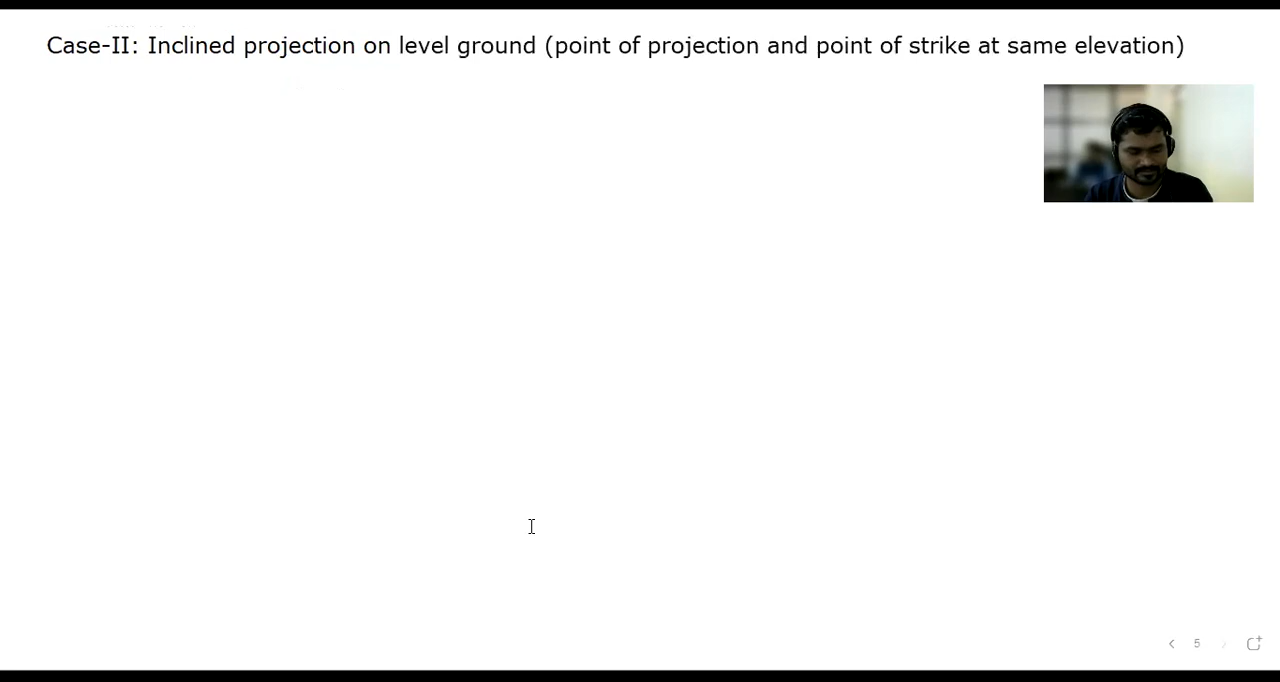 Case-II: Inclined projection on level ground (point of projection and point of strike at same elevation)
5